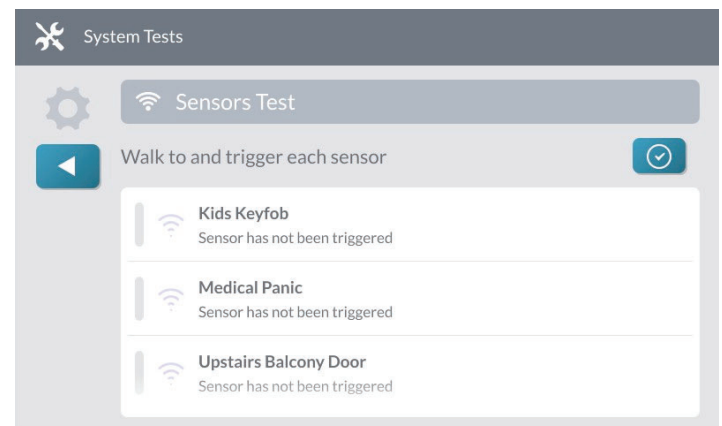 System Tests
Sensors Test
Walk to and trigger each sensor
Kids Keyfob
Sensor has not been triggered
Medical Panic
Sensor has not been triggered
Upstairs Balcony Door
Sensor has not been triggered